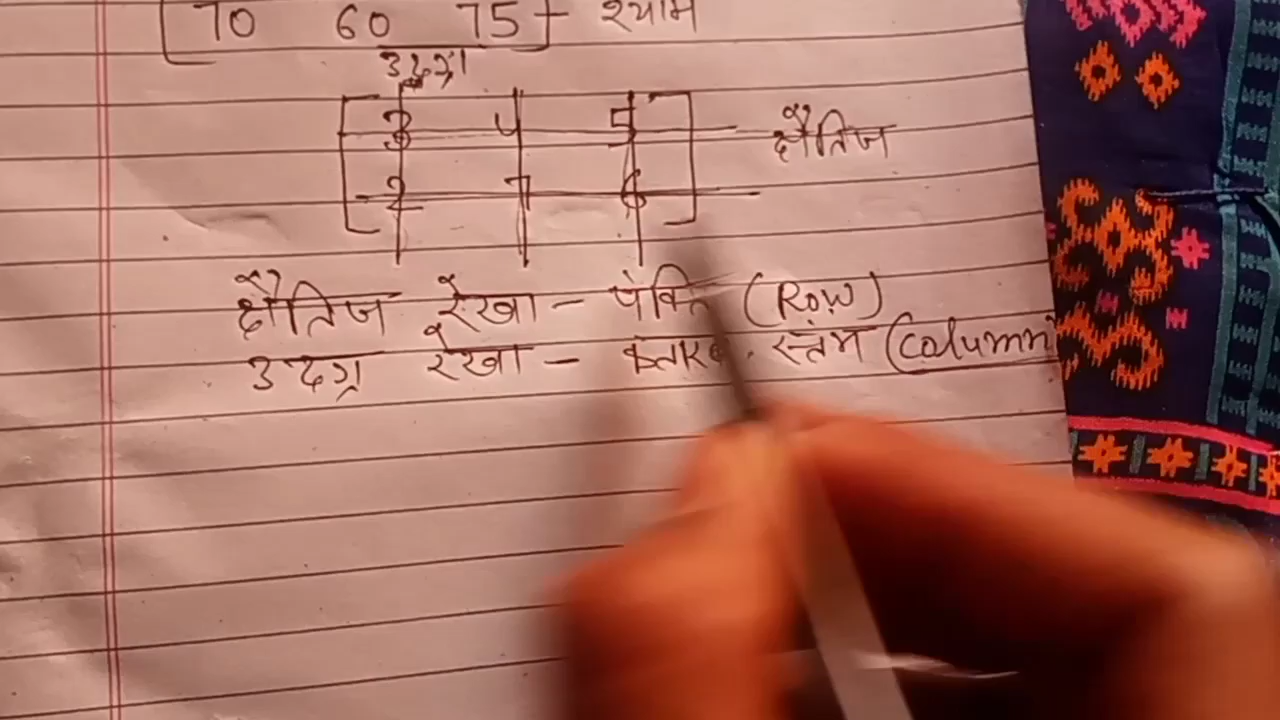 70 60 75 - श्याम
उदग्र
3 4 5 क्षैतिज
2 7 6
क्षैतिज रेखा - पंक्ति (Row)
उदग्र रेखा - स्तंभ (Column